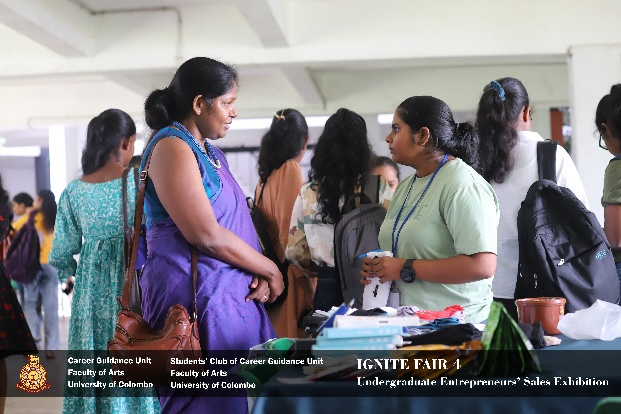 Career Guidance Unit
Faculty of Arts
University of Colombo
Students' Club of Career Guidance Unit
Faculty of Arts
University of Colombo
IGNITE FAIR 4
Undergraduate Entrepreneurs' Sales Exhibition